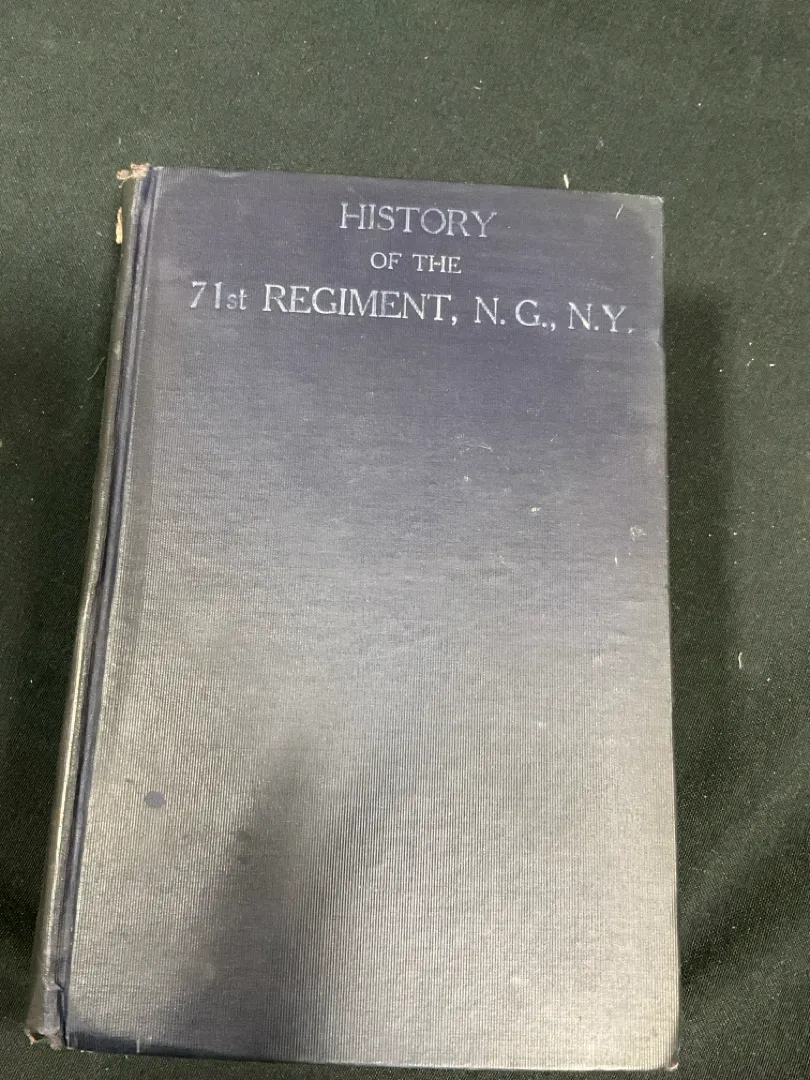 HISTORY
OF THE
71st REGIMENT, N. G., N.Y.